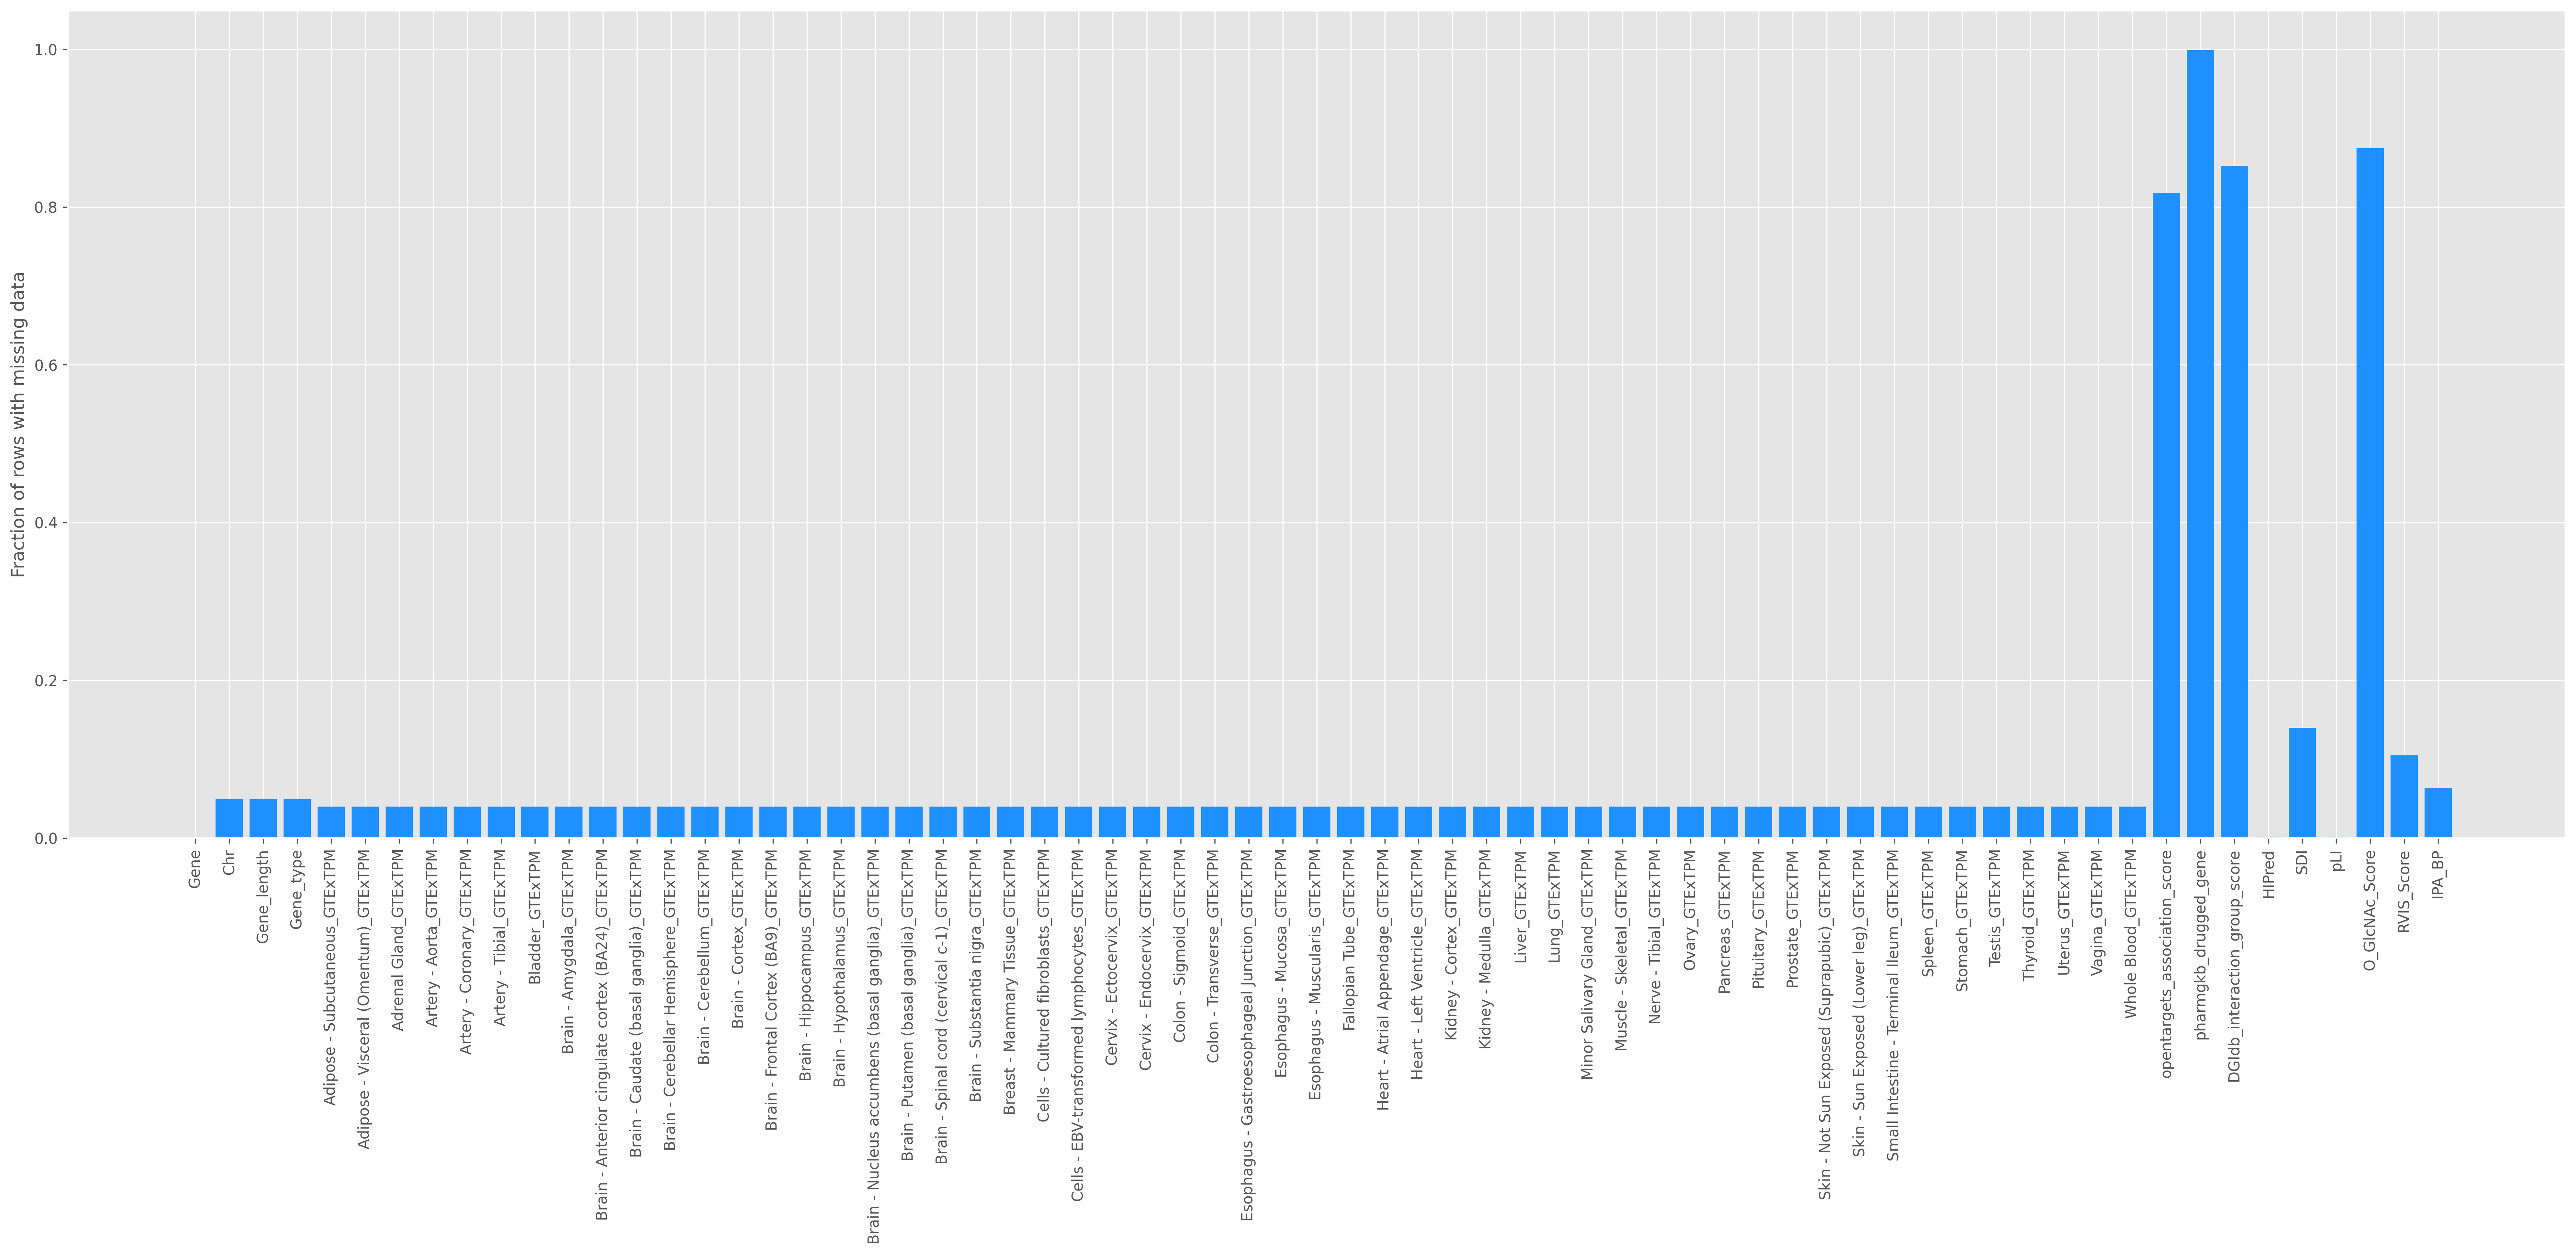 Fraction of rows with missing data
1.0
0.8
0.6
0.4
0.2
0.0
Gene
Chr
Gene_length
Gene_type
Adipose - Subcutaneous_GTExTPM
Adipose - Visceral (Omentum)_GTExTPM
Adrenal Gland_GTExTPM
Artery - Aorta_GTExTPM
Artery - Coronary_GTExTPM
Artery - Tibial_GTExTPM
Bladder_GTExTPM
Brain - Amygdala_GTExTPM
Brain - Anterior cingulate cortex (BA24)_GTExTPM
Brain - Caudate (basal ganglia)_GTExTPM
Brain - Cerebellar Hemisphere_GTExTPM
Brain - Cerebellum_GTExTPM
Brain - Cortex_GTExTPM
Brain - Frontal Cortex (BA9)_GTExTPM
Brain - Hippocampus_GTExTPM
Brain - Hypothalamus_GTExTPM
Brain - Nucleus accumbens (basal ganglia)_GTExTPM
Brain - Putamen (basal ganglia)_GTExTPM
Brain - Spinal cord (cervical c-1)_GTExTPM
Brain - Substantia nigra_GTExTPM
Breast - Mammary Tissue_GTExTPM
Cells - Cultured fibroblasts_GTExTPM
Cells - EBV-transformed lymphocytes_GTExTPM
Cervix - Ectocervix_GTExTPM
Cervix - Endocervix_GTExTPM
Colon - Sigmoid_GTExTPM
Colon - Transverse_GTExTPM
Esophagus - Gastroesophageal Junction_GTExTPM
Esophagus - Mucosa_GTExTPM
Esophagus - Muscularis_GTExTPM
Fallopian Tube_GTExTPM
Heart - Atrial Appendage_GTExTPM
Heart - Left Ventricle_GTExTPM
Kidney - Cortex_GTExTPM
Kidney - Medulla_GTExTPM
Liver_GTExTPM
Lung_GTExTPM
Minor Salivary Gland_GTExTPM
Muscle - Skeletal_GTExTPM
Nerve - Tibial_GTExTPM
Ovary_GTExTPM
Pancreas_GTExTPM
Pituitary_GTExTPM
Prostate_GTExTPM
Skin - Not Sun Exposed (Suprapubic)_GTExTPM
Skin - Sun Exposed (Lower leg)_GTExTPM
Small Intestine - Terminal Ileum_GTExTPM
Spleen_GTExTPM
Stomach_GTExTPM
Testis_GTExTPM
Thyroid_GTExTPM
Uterus_GTExTPM
Vagina_GTExTPM
Whole Blood_GTExTPM
opentargets_association_score
pharmgkb_drugged_gene
DGIdb_interaction_group_score
HIPred
SDI
pLI
O_GlcNAc_Score
RVIS_Score
IPA_BP